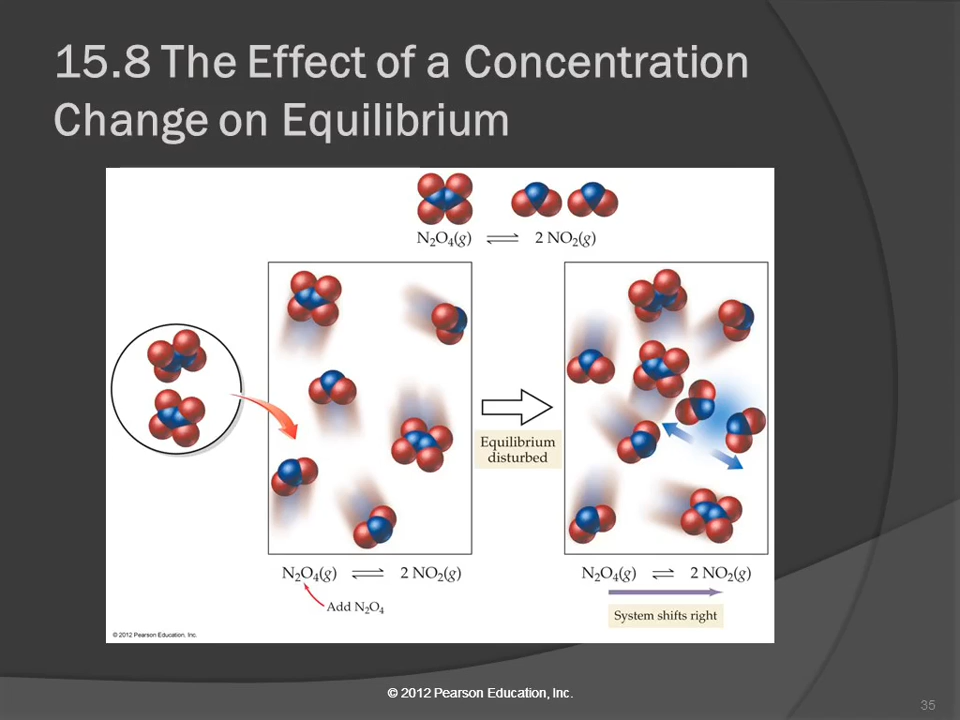 15.8 The Effect of a Concentration
Change on Equilibrium
N₂O₄(g) ⇌ 2 NO₂(g)
Equilibrium
disturbed
N₂O₄(g) ⇌ 2 NO₂(g)
Add N₂O₄
N₂O₄(g) ⇌ 2 NO₂(g)
System shifts right
© 2012 Pearson Education, Inc.
© 2012 Pearson Education, Inc.
35